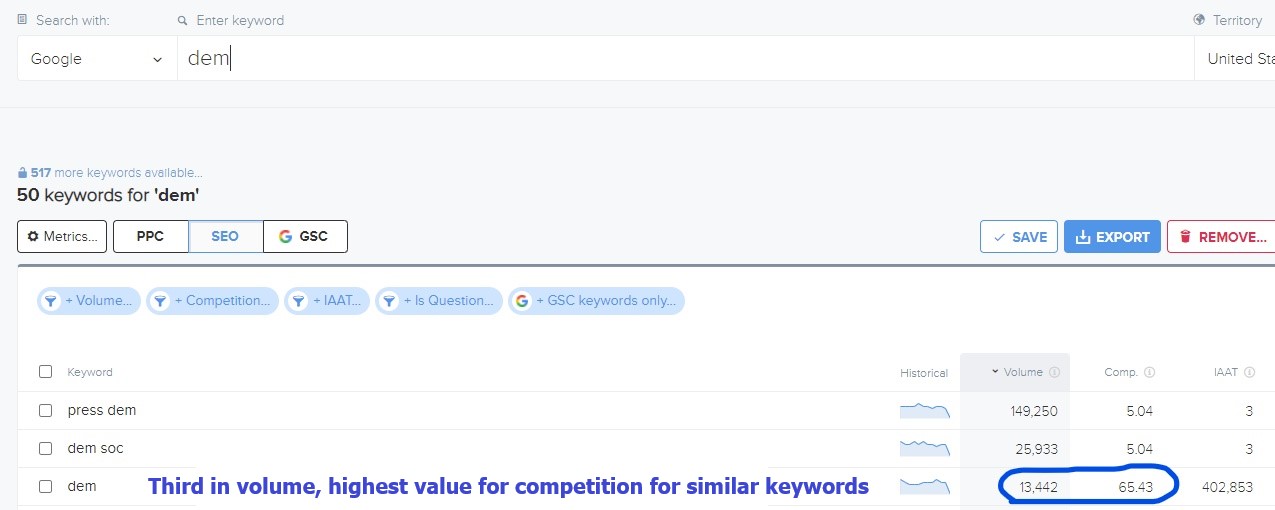 Search with:
Enter keyword
Territory
Google
dem
United Sta
517 more keywords available...
50 keywords for 'dem'
Metrics...
PPC
SEO
GSC
SAVE
EXPORT
REMOVE...
+ Volume...
+ Competition...
+ IAAT...
+ Is Question...
+ GSC keywords only...
Keyword
Historical
Volume
Comp.
IAAT
press dem
149,250
5.04
3
dem soc
25,933
5.04
3
dem
Third in volume, highest value for competition for similar keywords
13,442
65.43
402,853